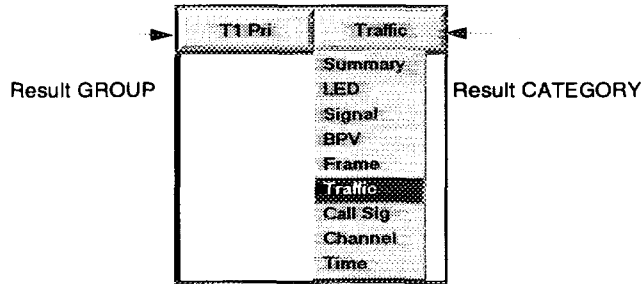 T1 Pri Traffic
Result GROUP
Result CATEGORY
Summary
LED
Signal
BPV
Frame
Traffic
Call Sig
Channel
Time